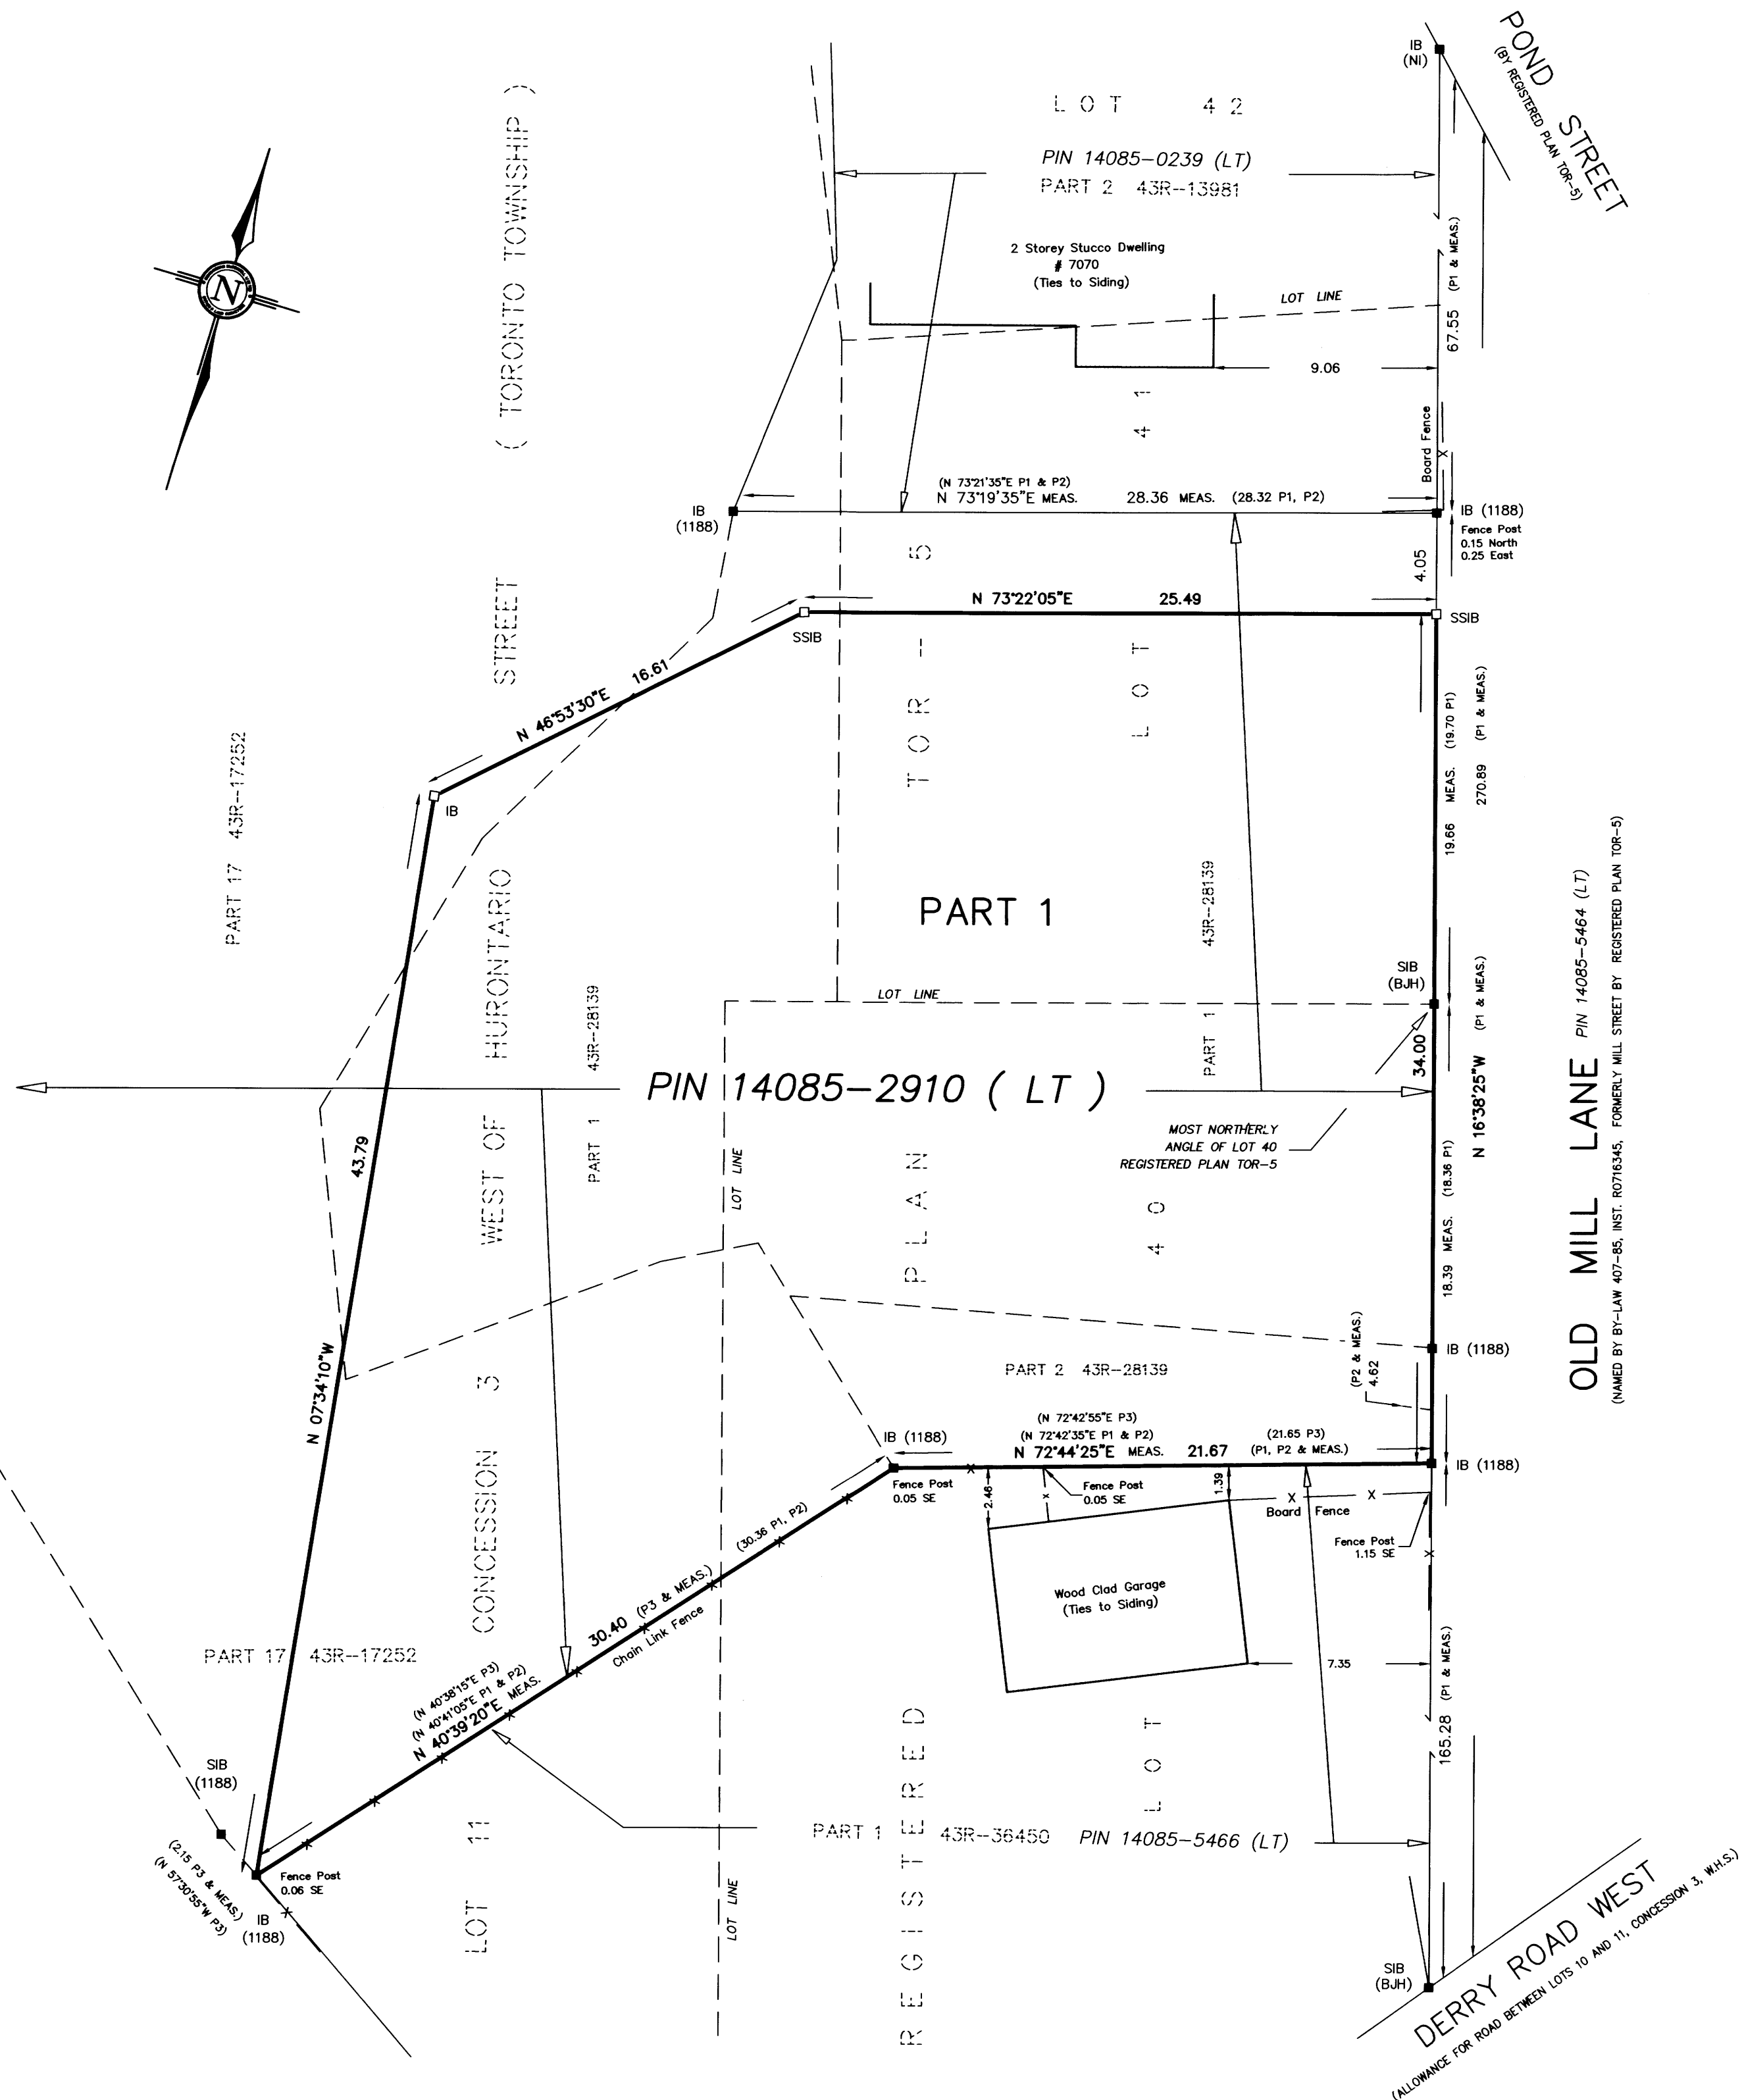 POND STREET
(BY REGISTERED PLAN TOR-5)
IB
(NI)
LOT 42
PIN 14085-0239 (LT)
PART 2 43R-13981
2 Storey Stucco Dwelling
# 7070
(Ties to Siding)
LOT LINE
67.55 (P1 & MEAS.)
9.06
41
Board Fence
X
N
STREET ( TORONTO TOWNSHIP )
(N 73°21'35"E P1 & P2)
N 73°19'35"E MEAS. 28.36 MEAS. (28.32 P1, P2)
IB
(1188)
IB (1188)
Fence Post
0.15 North
0.25 East
4.05
TOR-5
N 73°22'05"E 25.49
SSIB
SSIB
LOT
N 46°53'30"E 16.61
IB
19.66 MEAS. (19.70 P1)
270.89 (P1 & MEAS.)
PART 17 43R-17252
PART 1
PART 1 43R-28139
PART 1 43R-28139
SIB
(BJH)
LOT LINE
34.00
N 16°38'25"W (P1 & MEAS.)
OLD MILL LANE PIN 14085-5464 (LT)
(NAMED BY BY-LAW 407-85, INST. RO716345, FORMERLY MILL STREET BY REGISTERED PLAN TOR-5)
WEST OF HURONTARIO
PIN 14085-2910 ( LT )
MOST NORTHERLY
ANGLE OF LOT 40
REGISTERED PLAN TOR-5
43.79
LOT LINE
PLAN
40
18.39 MEAS. (18.36 P1)
N 07°34'10"W
(P2 & MEAS.)
4.62
IB (1188)
PART 2 43R-28139
(N 72°42'55"E P3)
(N 72°42'35"E P1 & P2)
N 72°44'25"E MEAS. 21.67
(21.65 P3)
(P1, P2 & MEAS.)
IB (1188)
IB (1188)
Fence Post
0.05 SE
2.46
X
Fence Post
0.05 SE
1.39
X X
Board Fence
Fence Post
1.15 SE
X
Wood Clad Garage
(Ties to Siding)
7.35
CONCESSION 3
(30.36 P1, P2)
30.40 (P3 & MEAS.)
Chain Link Fence
PART 17 43R-17252
(N 40°38'15"E P3)
(N 40°41'05"E P1 & P2)
N 40°39'20"E MEAS.
165.28 (P1 & MEAS.)
LOT
SIB
(1188)
(2.15 P3 & MEAS.)
(N 57°30'55"W P3)
Fence Post
0.06 SE
IB
(1188)
LOT 11
LOT LINE
PART 1 43R-36450 PIN 14085-5466 (LT)
REGISTERED
SIB
(BJH)
DERRY ROAD WEST
(ALLOWANCE FOR ROAD BETWEEN LOTS 10 AND 11, CONCESSION 3, W.H.S.)